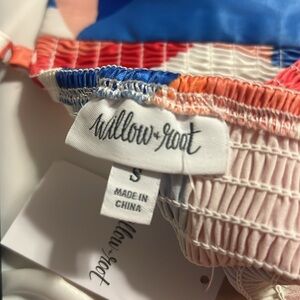 willow + root
S
MADE IN
CHINA
willow + root